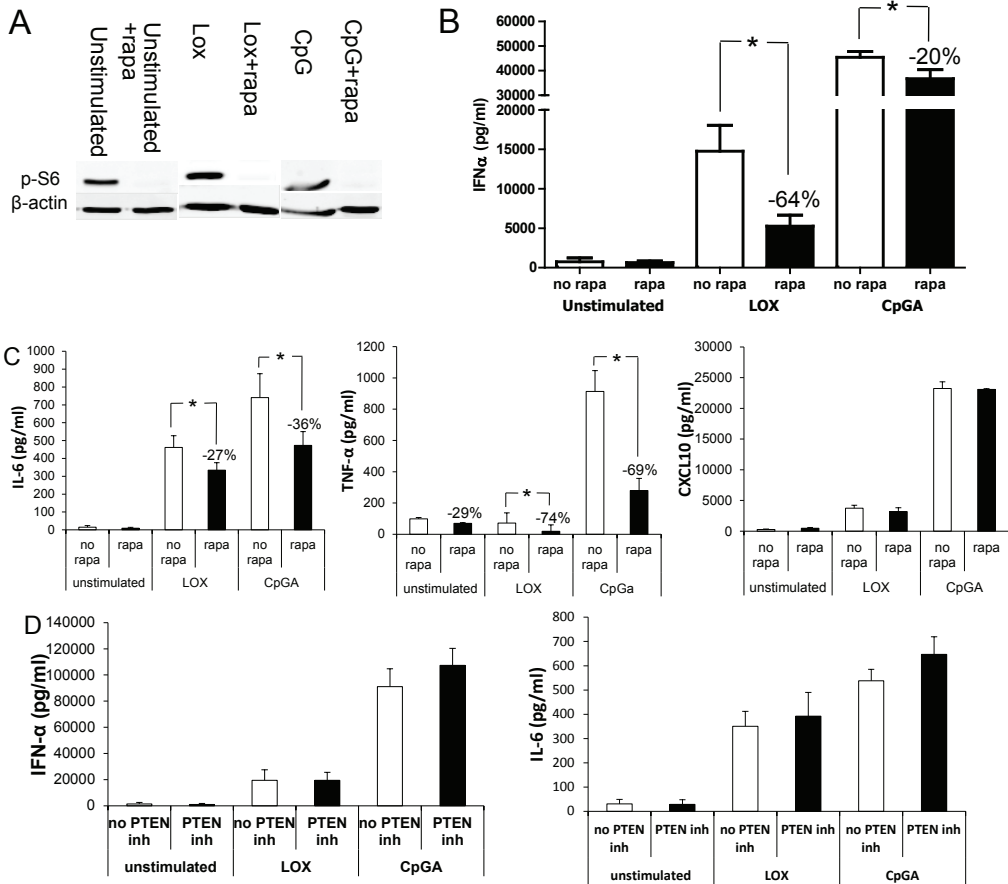 A
Unstimulated
Unstimulated
+rapa
Lox
Lox+rapa
CpG
CpG+rapa
p-S6
β-actin
B
IFNα (pg/ml)
50000
45000
40000
35000
30000
20000
15000
10000
5000
0
*
*
-64%
-20%
no rapa rapa no rapa rapa no rapa rapa
Unstimulated LOX CpGA
C
IL-6 (pg/ml)
1000
900
800
700
600
500
400
300
200
100
0
*
*
-27%
-36%
no rapa rapa no rapa rapa no rapa rapa
unstimulated LOX CpGA
TNF-α (pg/ml)
1200
1000
800
600
400
200
0
*
*
-29%
-74%
-69%
no rapa rapa no rapa rapa no rapa rapa
unstimulated LOX CpGa
CXCL10 (pg/ml)
30000
25000
20000
15000
10000
5000
0
no rapa rapa no rapa rapa no rapa rapa
unstimulated LOX CpGA
D
IFN-α (pg/ml)
140000
120000
100000
80000
60000
40000
20000
0
no PTEN inh PTEN inh no PTEN inh PTEN inh no PTEN inh PTEN inh
unstimulated LOX CpGA
IL-6 (pg/ml)
800
700
600
500
400
300
200
100
0
no PTEN inh PTEN inh no PTEN inh PTEN inh no PTEN inh PTEN inh
unstimulated LOX CpGA